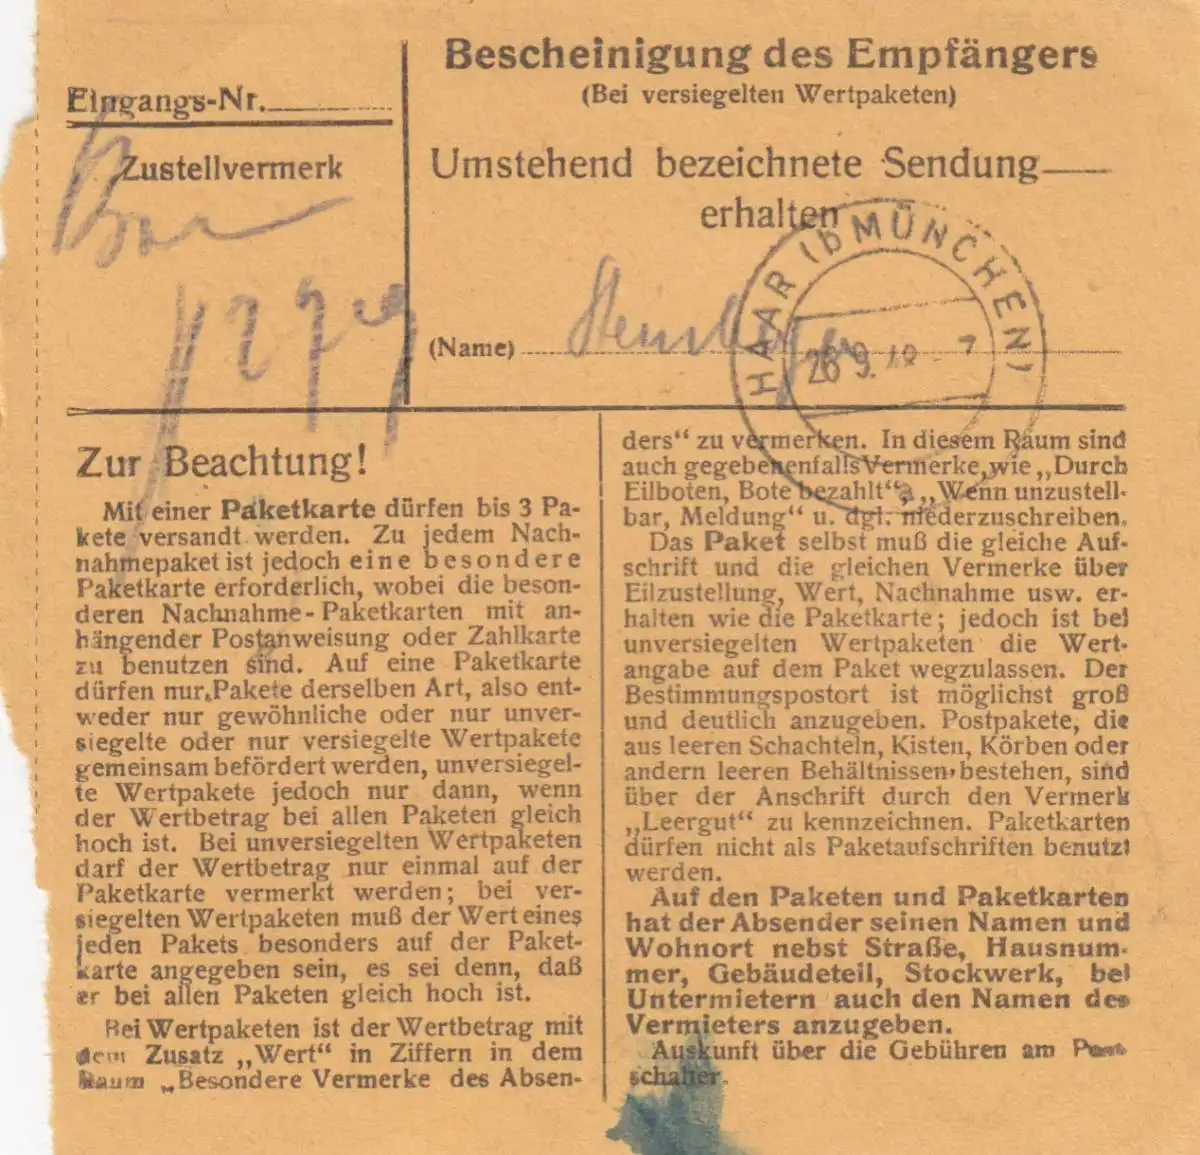 Eingangs-Nr.
Zustellvermerk
Bescheinigung des Empfängers
(Bei versiegelten Wertpaketen)
Umstehend bezeichnete Sendung
erhalten
(Name)
HAAR (b MÜNCHEN)
26.9. 7
Zur Beachtung!
Mit einer Paketkarte dürfen bis 3 Pa-
kete versandt werden. Zu jedem Nach-
nahmepaket ist jedoch eine besondere
Paketkarte erforderlich, wobei die beson-
deren Nachnahme-Paketkarten mit an-
hängender Postanweisung oder Zahlkarte
zu benutzen sind. Auf eine Paketkarte
dürfen nur Pakete derselben Art, also ent-
weder nur gewöhnliche oder nur unver-
siegelte oder nur versiegelte Wertpakete
gemeinsam befördert werden, unversiegel-
te Wertpakete jedoch nur dann, wenn
der Wertbetrag bei allen Paketen gleich
hoch ist. Bei unversiegelten Wertpaketen
darf der Wertbetrag nur einmal auf der
Paketkarte vermerkt werden; bei ver-
siegelten Wertpaketen muß der Wert eines
jeden Pakets besonders auf der Paket-
karte angegeben sein, es sei denn, daß
er bei allen Paketen gleich hoch ist.
Bei Wertpaketen ist der Wertbetrag mit
dem Zusatz „Wert“ in Ziffern in dem
Raum „Besondere Vermerke des Absen-
ders“ zu vermerken. In diesem Raum sind
auch gegebenenfalls Vermerke, wie „Durch
Eilboten, Bote bezahlt“, „Wenn unzustell-
bar, Meldung“ u. dgl. niederzuschreiben.
Das Paket selbst muß die gleiche Auf-
schrift und die gleichen Vermerke über
Eilzustellung, Wert, Nachnahme usw. er-
halten wie die Paketkarte; jedoch ist bei
unversiegelten Wertpaketen die Wert-
angabe auf dem Paket wegzulassen. Der
Bestimmungspostort ist möglichst groß
und deutlich anzugeben. Postpakete, die
aus leeren Schachteln, Kisten, Körben oder
andern leeren Behältnissen bestehen, sind
über der Anschrift durch den Vermerk
„Leergut“ zu kennzeichnen. Paketkarten
dürfen nicht als Paketaufschriften benutzt
werden.
Auf den Paketen und Paketkarten
hat der Absender seinen Namen und
Wohnort nebst Straße, Hausnum-
mer, Gebäudeteil, Stockwerk, bei
Untermietern auch den Namen des
Vermieters anzugeben.
Auskunft über die Gebühren am Post-
schalter.